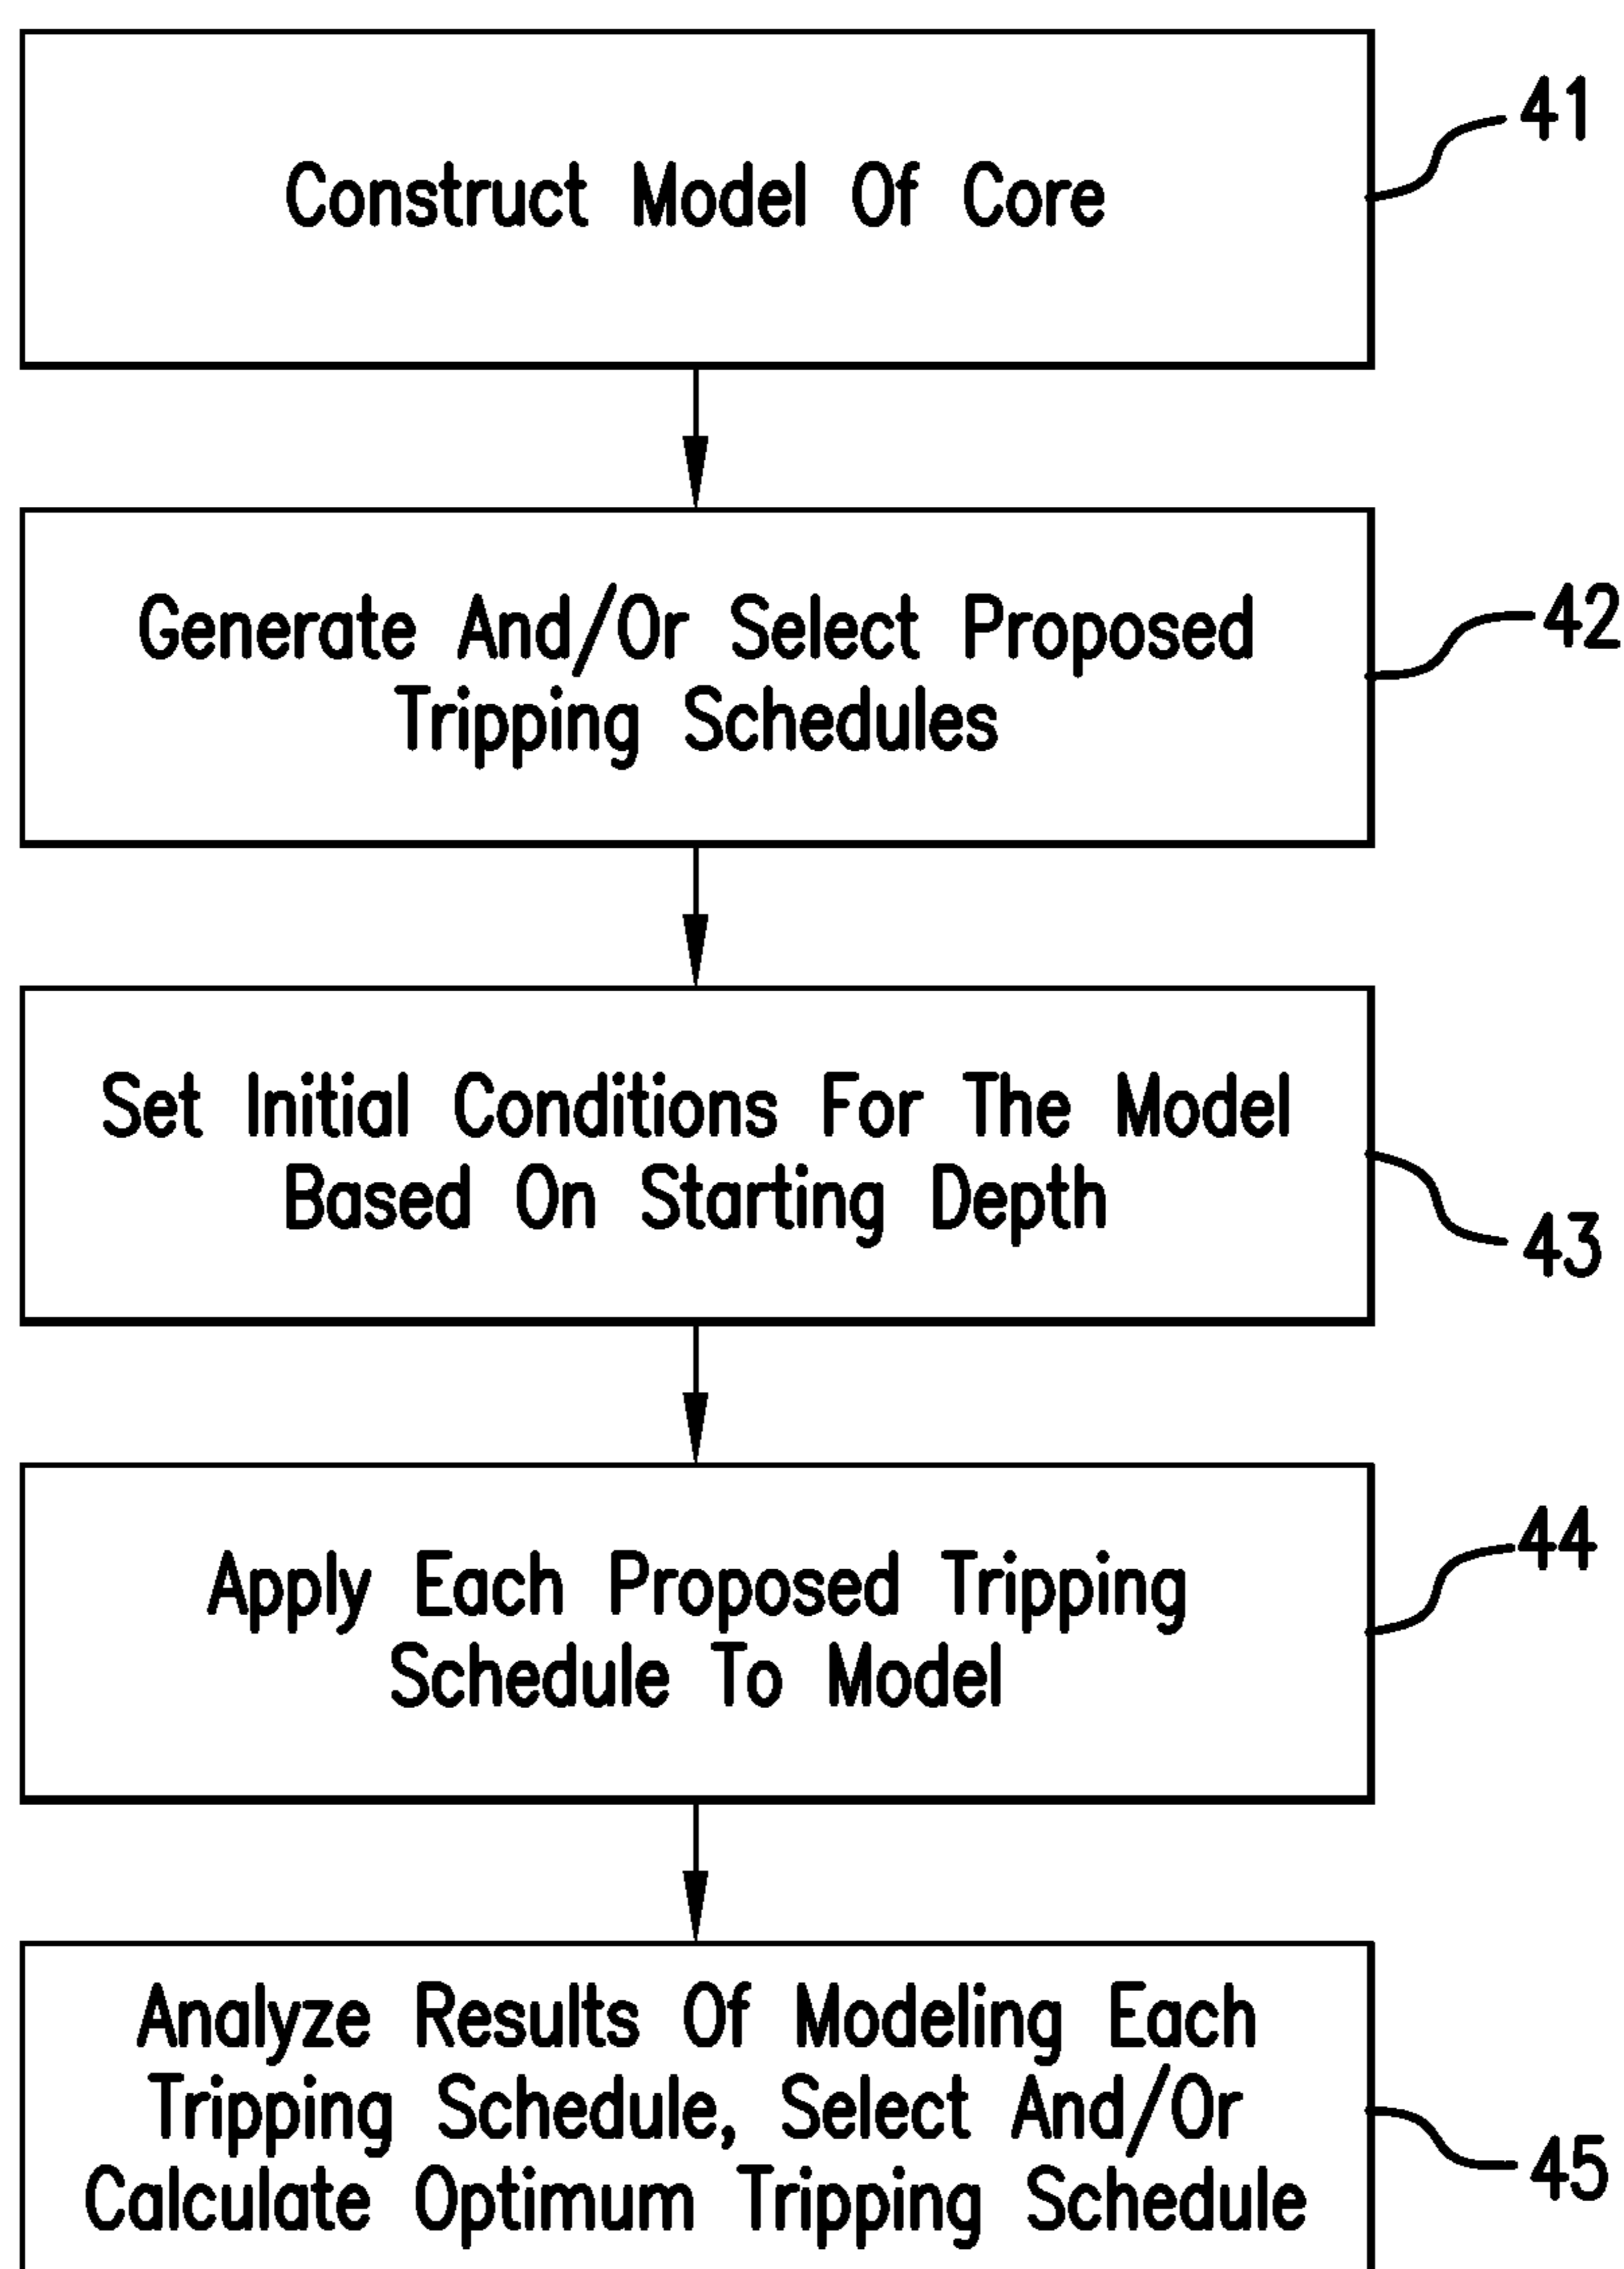 Construct Model Of Core
41
Generate And/Or Select Proposed
Tripping Schedules
42
Set Initial Conditions For The Model
Based On Starting Depth
43
Apply Each Proposed Tripping
Schedule To Model
44
Analyze Results Of Modeling Each
Tripping Schedule, Select And/Or
Calculate Optimum Tripping Schedule
45